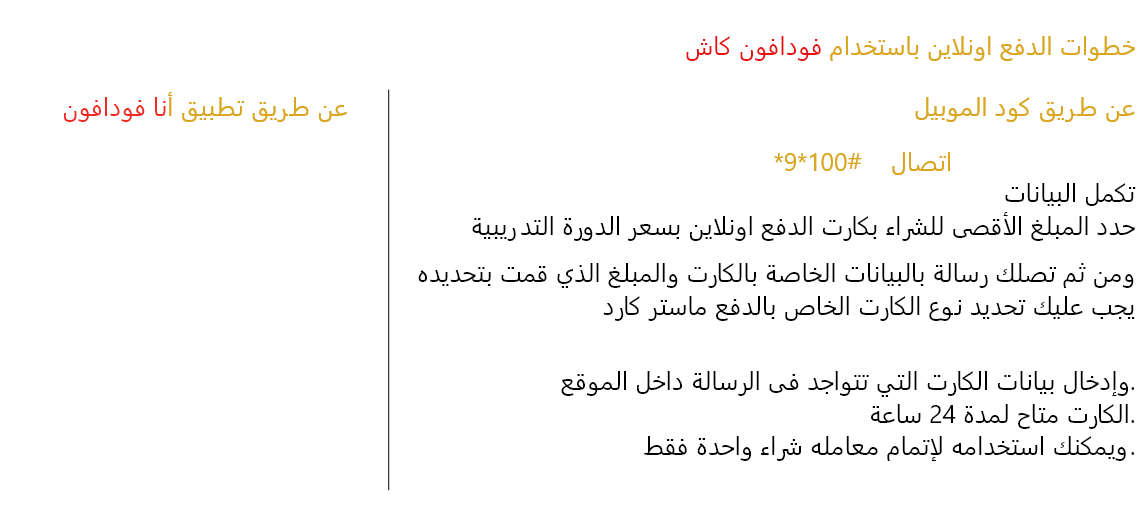 خطوات الدفع اونلاين باستخدام فودافون كاش
عن طريق كود الموبيل
اتصال #100*9*
تكمل البيانات
حدد المبلغ الأقصى للشراء بكارت الدفع اونلاين بسعر الدورة التدريبية
ومن ثم تصلك رسالة بالبيانات الخاصة بالكارت والمبلغ الذي قمت بتحديده
يجب عليك تحديد نوع الكارت الخاص بالدفع ماستر كارد
.وإدخال بيانات الكارت التي تتواجد فى الرسالة داخل الموقع
.الكارت متاح لمدة 24 ساعة
.ويمكنك استخدامه لإتمام معامله شراء واحدة فقط
عن طريق تطبيق أنا فودافون